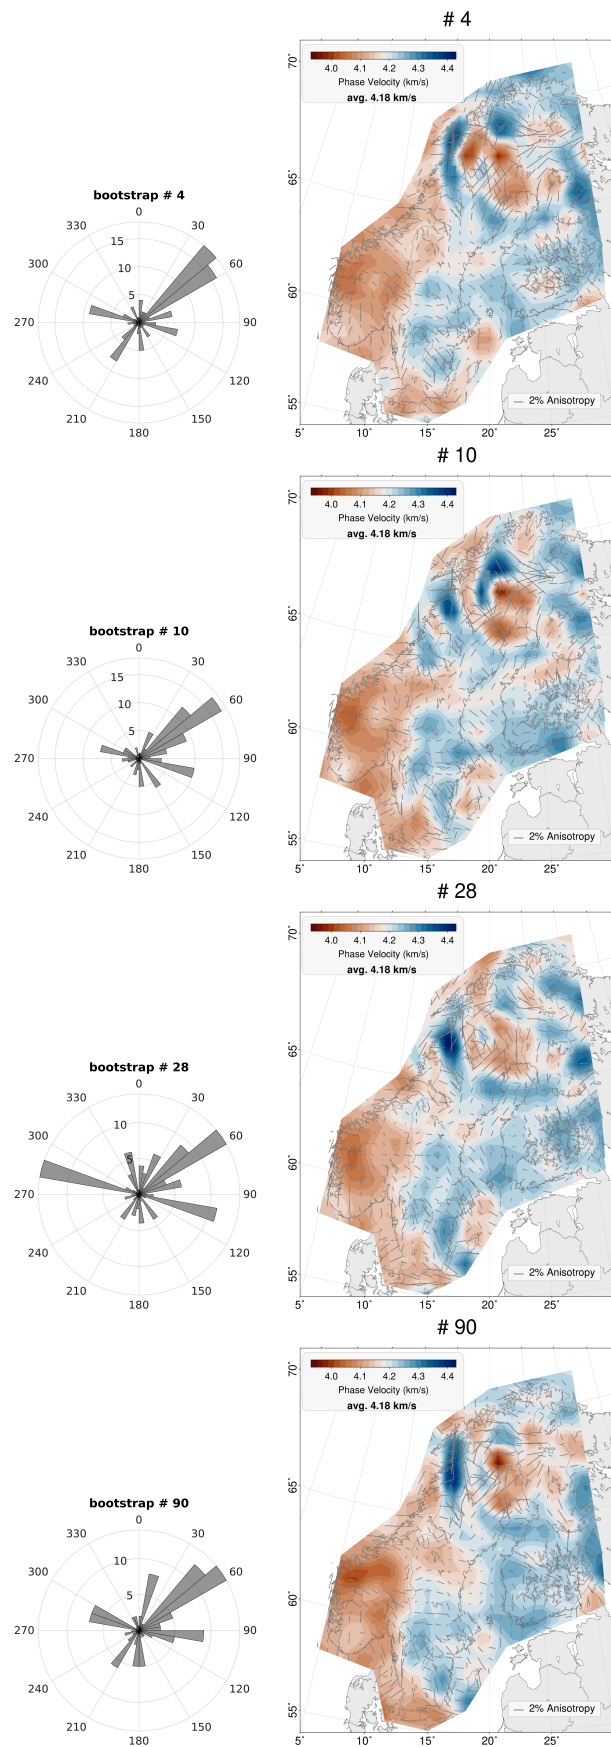 # 4
70°
65°
60°
55°
4.0 4.1 4.2 4.3 4.4
Phase Velocity (km/s)
avg. 4.18 km/s
2% Anisotropy
5° 10° 15° 20° 25°
bootstrap # 4
0
330 30
300 60
270 90
240 120
210 150
180
15
10
5
# 10
70°
65°
60°
55°
4.0 4.1 4.2 4.3 4.4
Phase Velocity (km/s)
avg. 4.18 km/s
2% Anisotropy
5° 10° 15° 20° 25°
bootstrap # 10
0
330 30
300 60
270 90
240 120
210 150
180
15
10
5
# 28
70°
65°
60°
55°
4.0 4.1 4.2 4.3 4.4
Phase Velocity (km/s)
avg. 4.18 km/s
2% Anisotropy
5° 10° 15° 20° 25°
bootstrap # 28
0
330 30
300 60
270 90
240 120
210 150
180
10
5
# 90
70°
65°
60°
55°
4.0 4.1 4.2 4.3 4.4
Phase Velocity (km/s)
avg. 4.18 km/s
2% Anisotropy
bootstrap # 90
0
330 30
300 60
270 90
240 120
210 150
180
10
5